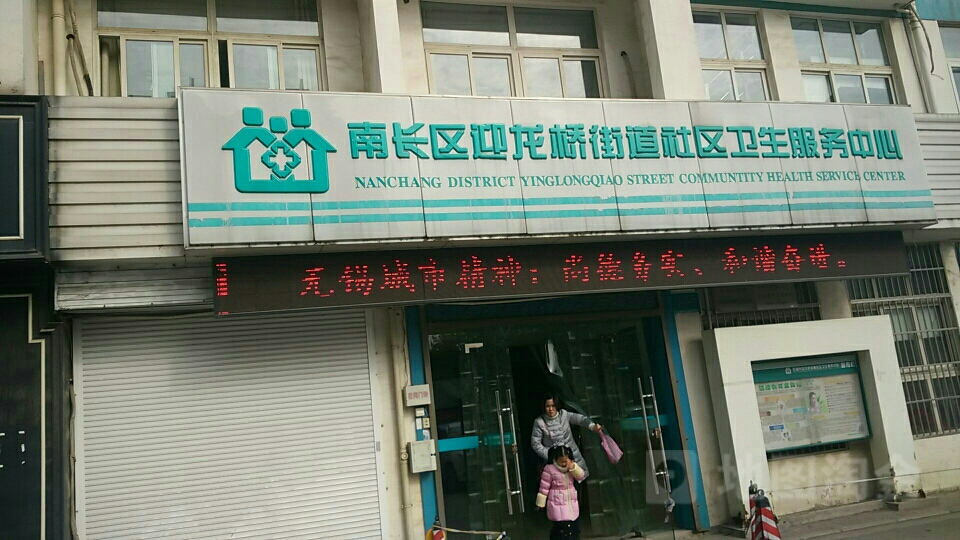 南长区迎龙桥街道社区卫生服务中心
NANCHANG DISTRICT YINGLONGQIAO STREET COMMUNTITY HEALTH SERVICE CENTER
无锡城市精神：尚德务实、和谐奋进。